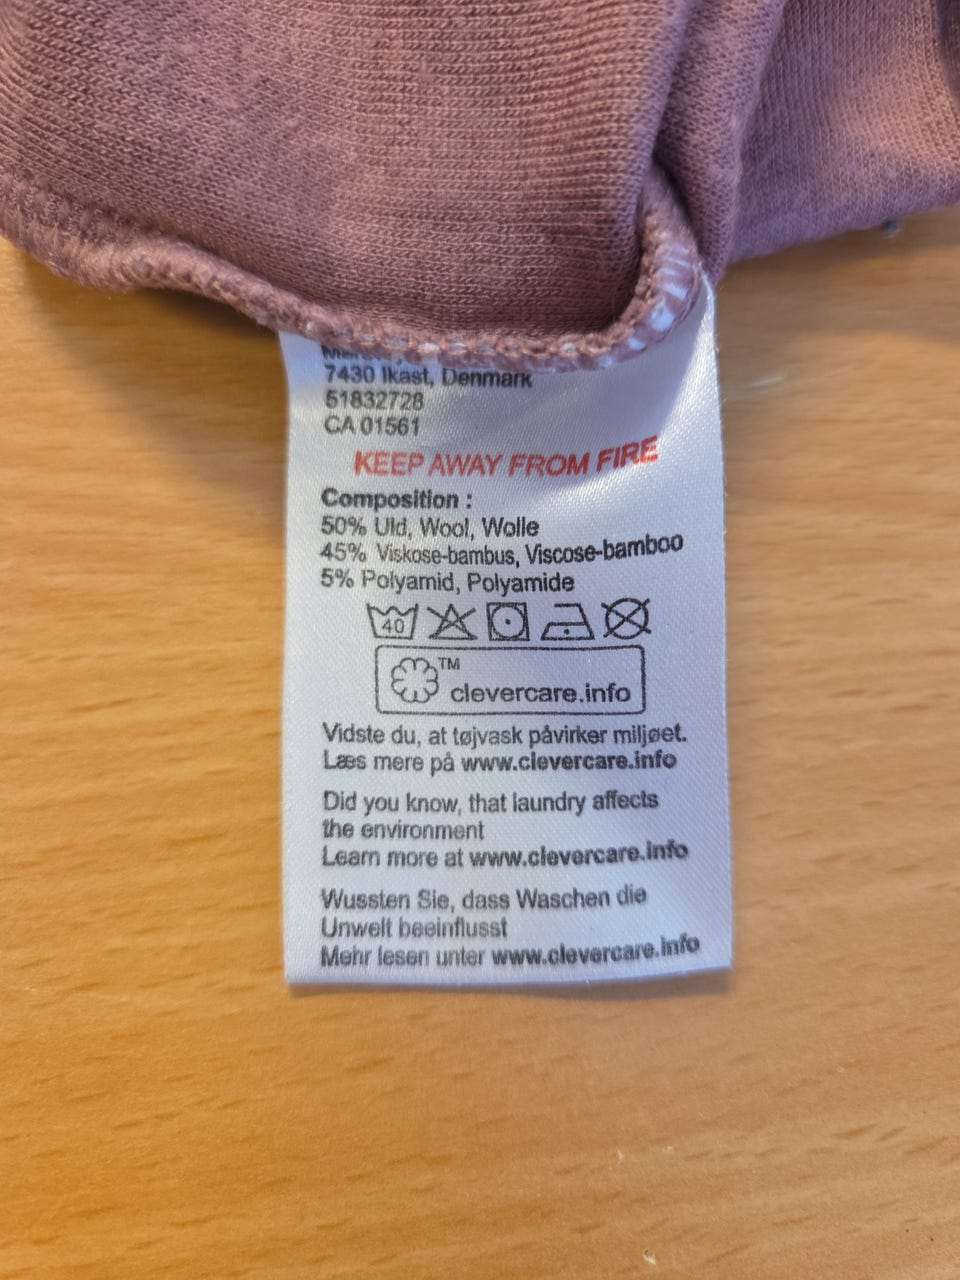 7430 Ikast, Denmark
51832728
CA 01561
KEEP AWAY FROM FIRE
Composition :
50% Uld, Wool, Wolle
45% Viskose-bambus, Viscose-bamboo
5% Polyamid, Polyamide
40
TM
clevercare.info
Vidste du, at tøjvask påvirker miljøet.
Læs mere på www.clevercare.info
Did you know, that laundry affects
the environment
Learn more at www.clevercare.info
Wussten Sie, dass Waschen die
Unwelt beeinflusst
Mehr lesen unter www.clevercare.info